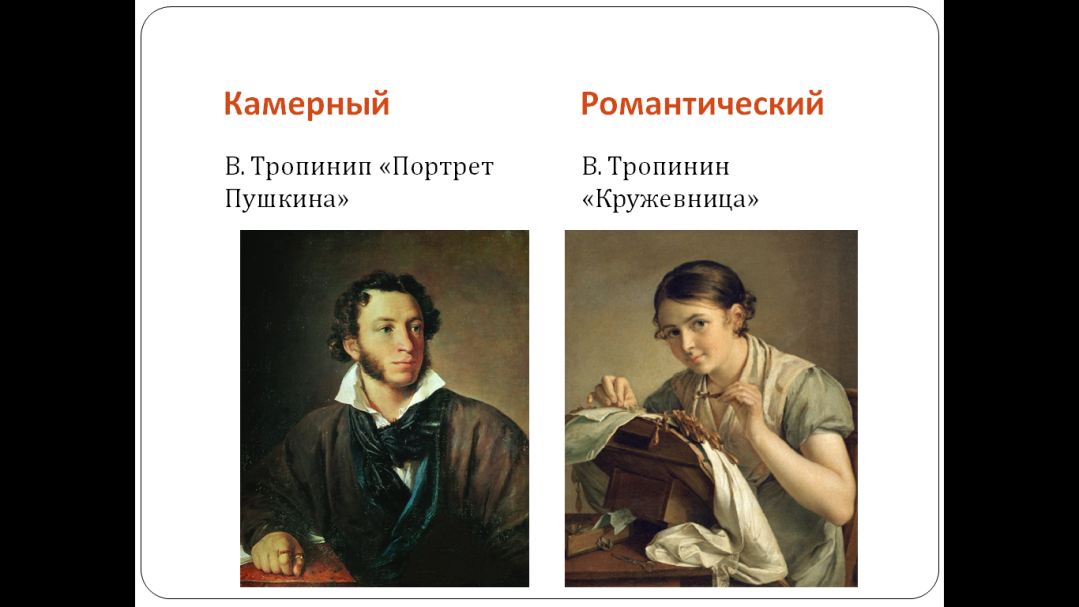 Камерный
Романтический
В. Тропинип «Портрет
Пушкина»
В. Тропинин
«Кружевница»